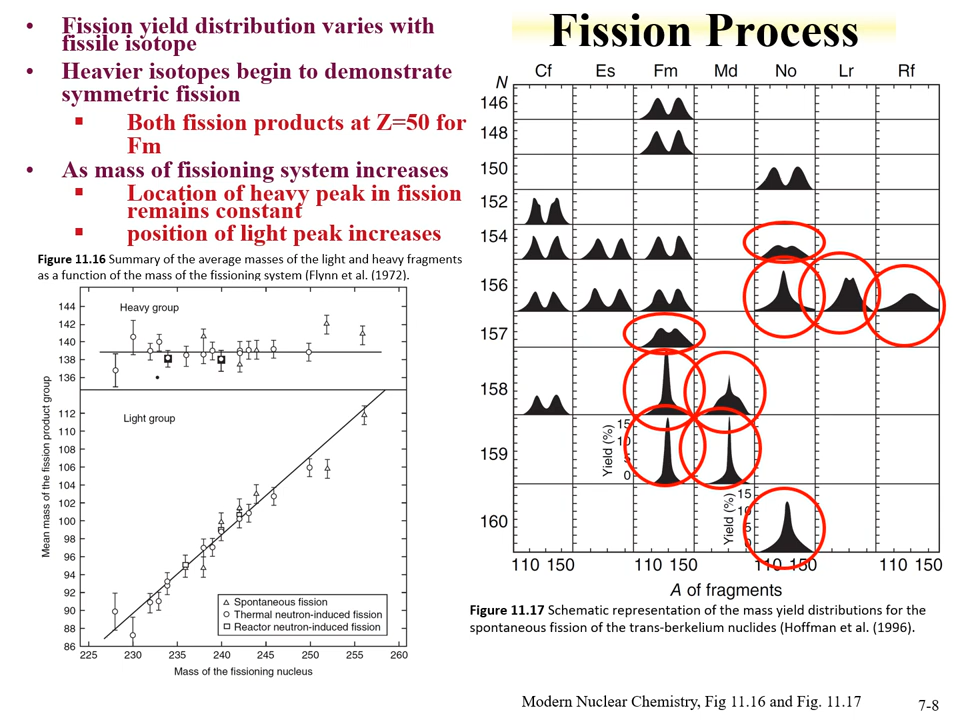 • Fission yield distribution varies with
fissile isotope
• Heavier isotopes begin to demonstrate
symmetric fission
▪ Both fission products at Z=50 for
Fm
• As mass of fissioning system increases
▪ Location of heavy peak in fission
remains constant
▪ position of light peak increases
Figure 11.16 Summary of the average masses of the light and heavy fragments
as a function of the mass of the fissioning system (Flynn et al. (1972).
Heavy group
144
142
140
138
136
Light group
112
110
108
106
104
102
100
98
96
94
92
90
88
86
Mean mass of the fission product group
Spontaneous fission
Thermal neutron-induced fission
Reactor neutron-induced fission
225 230 235 240 245 250 255 260
Mass of the fissioning nucleus
Fission Process
Cf Es Fm Md No Lr Rf
N
146
148
150
152
154
156
157
158
159
160
Yield (%)
15
10
5
0
Yield (%)
15
10
5
0
110 150 110 150 110 150 110 150
A of fragments
Figure 11.17 Schematic representation of the mass yield distributions for the
spontaneous fission of the trans-berkelium nuclides (Hoffman et al. (1996).
Modern Nuclear Chemistry, Fig 11.16 and Fig. 11.17
7-8